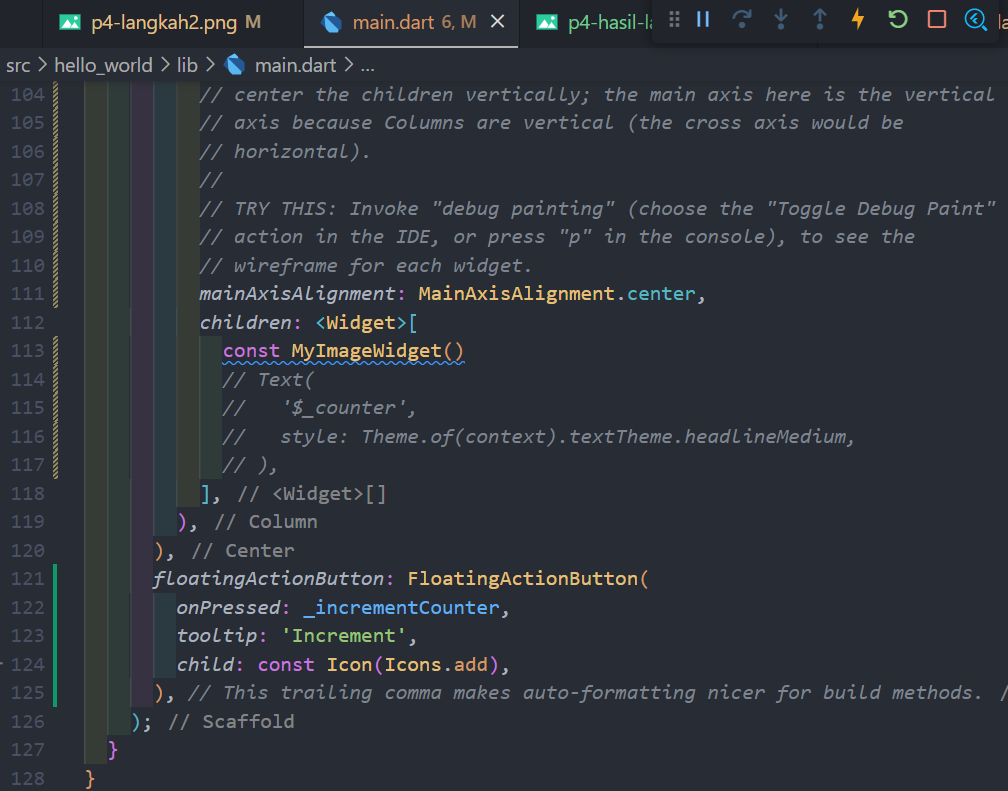 p4-langkah2.png M main.dart 6, M p4-hasil-la
src > hello_world > lib > main.dart > ...
104 // center the children vertically; the main axis here is the vertical
105 // axis because Columns are vertical (the cross axis would be
106 // horizontal).
107 //
108 // TRY THIS: Invoke "debug painting" (choose the "Toggle Debug Paint"
109 // action in the IDE, or press "p" in the console), to see the
110 // wireframe for each widget.
111 mainAxisAlignment: MainAxisAlignment.center,
112 children: <Widget>[
113 const MyImageWidget()
114 // Text(
115 //   '$_counter',
116 //   style: Theme.of(context).textTheme.headlineMedium,
117 // ),
118 ], // <Widget>[]
119 ), // Column
120 ), // Center
121 floatingActionButton: FloatingActionButton(
122 onPressed: _incrementCounter,
123 tooltip: 'Increment',
124 child: const Icon(Icons.add),
125 ), // This trailing comma makes auto-formatting nicer for build methods. /
126 ); // Scaffold
127 }
128 }